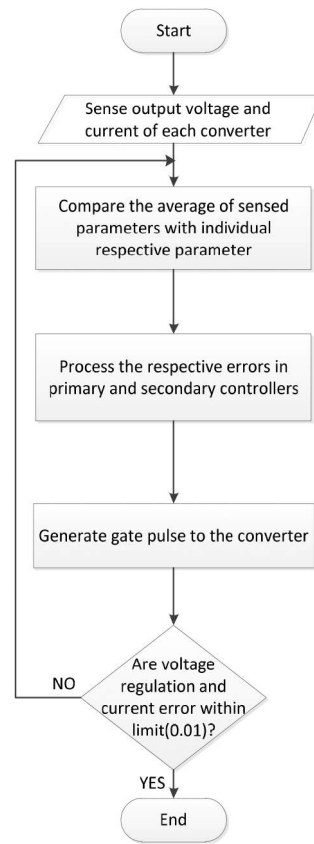 Start
Sense output voltage and
current of each converter
Compare the average of sensed
parameters with individual
respective parameter
Process the respective errors in
primary and secondary controllers
Generate gate pulse to the converter
Are voltage
regulation and
current error within
limit(0.01)?
NO
YES
End